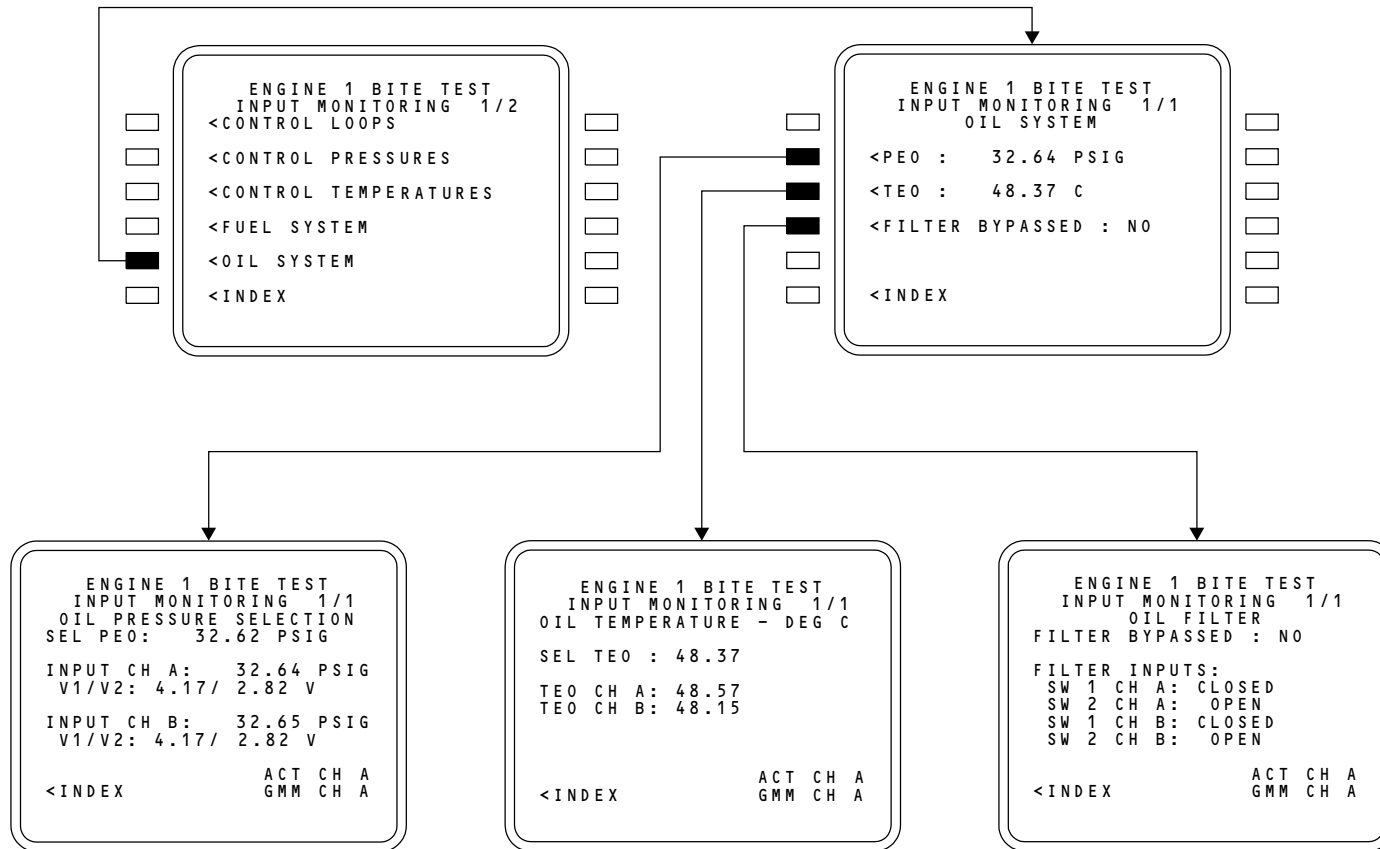 ENGINE 1 BITE TEST
INPUT MONITORING 1/2
<CONTROL LOOPS
<CONTROL PRESSURES
<CONTROL TEMPERATURES
<FUEL SYSTEM
<OIL SYSTEM
<INDEX
ENGINE 1 BITE TEST
INPUT MONITORING 1/1
OIL SYSTEM
<PEO : 32.64 PSIG
<TEO : 48.37 C
<FILTER BYPASSED : NO
<INDEX
ENGINE 1 BITE TEST
INPUT MONITORING 1/1
OIL PRESSURE SELECTION
SEL PEO: 32.62 PSIG
INPUT CH A: 32.64 PSIG
V1/V2: 4.17/ 2.82 V
INPUT CH B: 32.65 PSIG
V1/V2: 4.17/ 2.82 V
ACT CH A
<INDEX GMM CH A
ENGINE 1 BITE TEST
INPUT MONITORING 1/1
OIL TEMPERATURE – DEG C
SEL TEO : 48.37
TEO CH A: 48.57
TEO CH B: 48.15
ACT CH A
<INDEX GMM CH A
ENGINE 1 BITE TEST
INPUT MONITORING 1/1
OIL FILTER
FILTER BYPASSED : NO
FILTER INPUTS:
SW 1 CH A: CLOSED
SW 2 CH A: OPEN
SW 1 CH B: CLOSED
SW 2 CH B: OPEN
ACT CH A
<INDEX GMM CH A